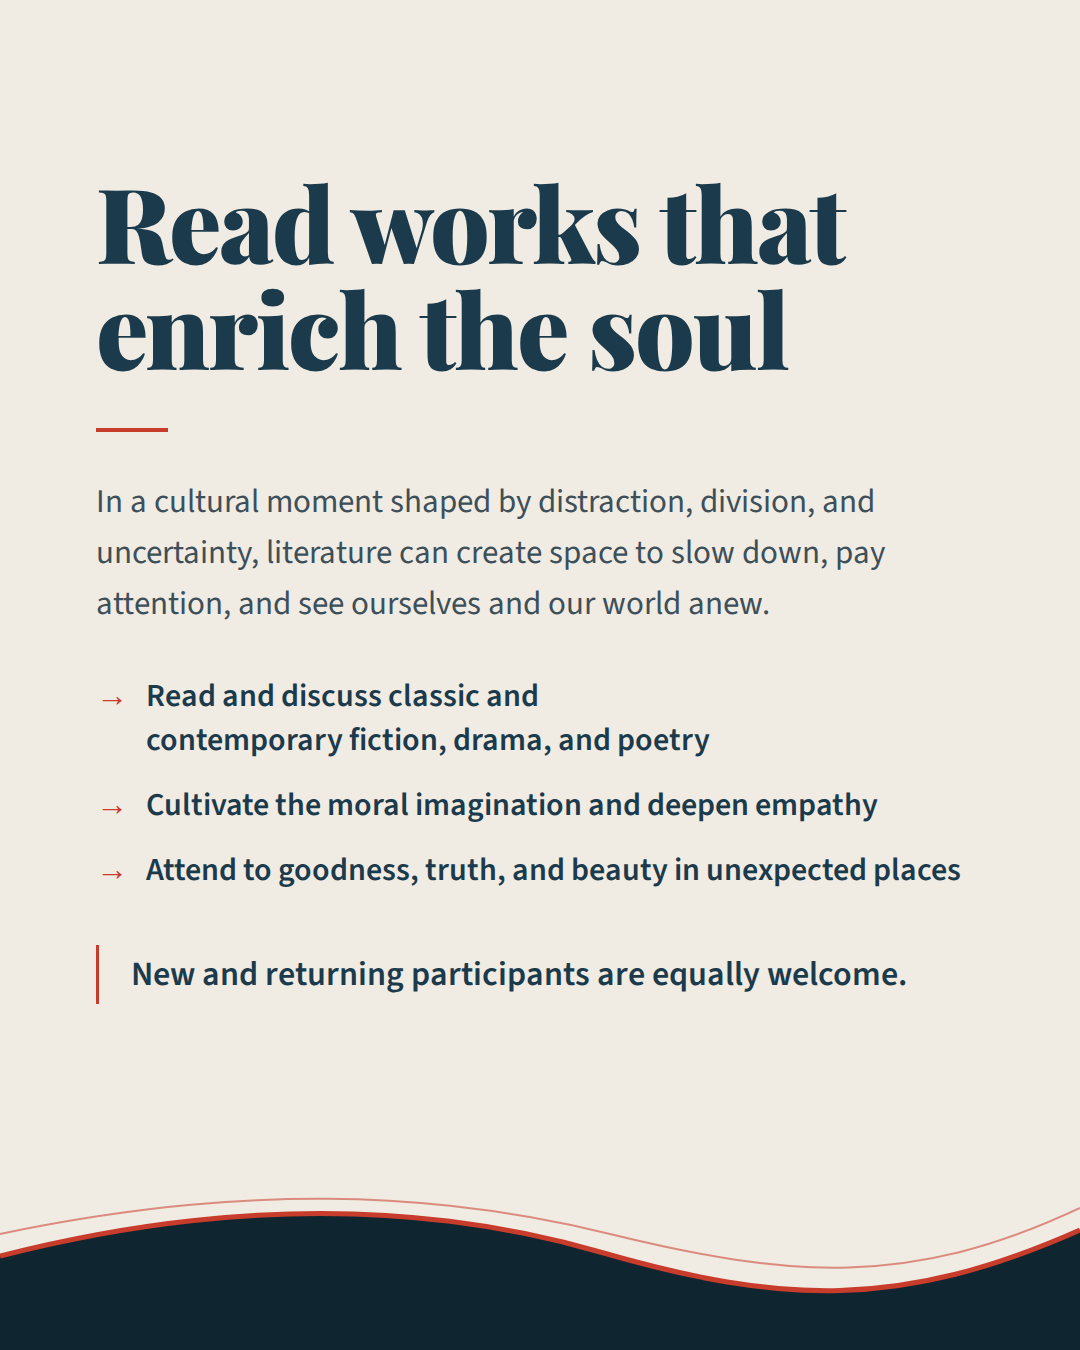 Read works that
enrich the soul
In a cultural moment shaped by distraction, division, and
uncertainty, literature can create space to slow down, pay
attention, and see ourselves and our world anew.
→ Read and discuss classic and
contemporary fiction, drama, and poetry
→ Cultivate the moral imagination and deepen empathy
→ Attend to goodness, truth, and beauty in unexpected places
New and returning participants are equally welcome.